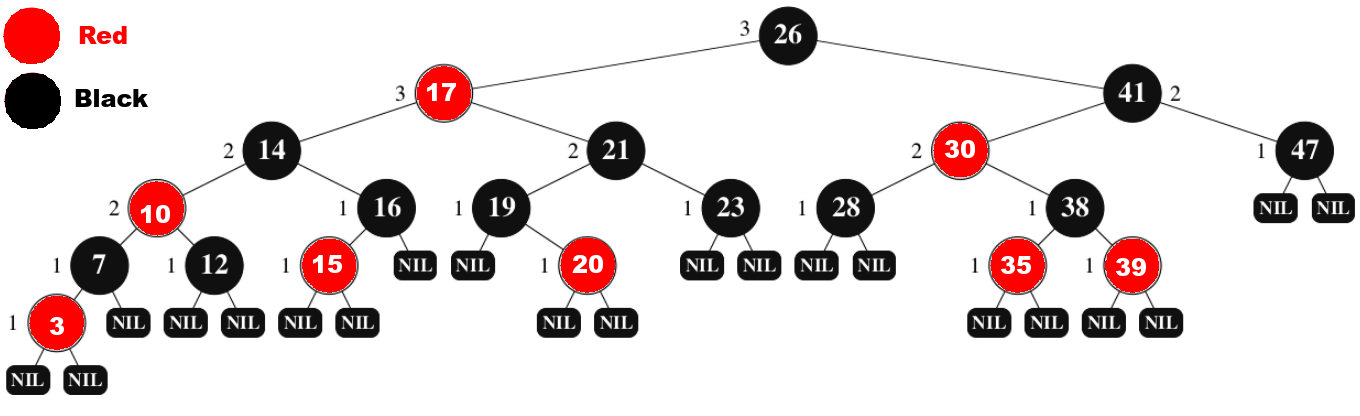 Red
Black
3 26
3 17 41 2
2 14 2 21 2 30 1 47
2 10 1 16 1 19 1 23 1 28 1 38 NIL NIL
1 7 1 12 1 15 NIL NIL 1 20 NIL NIL NIL NIL 1 35 1 39
1 3 NIL NIL NIL NIL NIL NIL NIL NIL NIL NIL NIL
NIL NIL